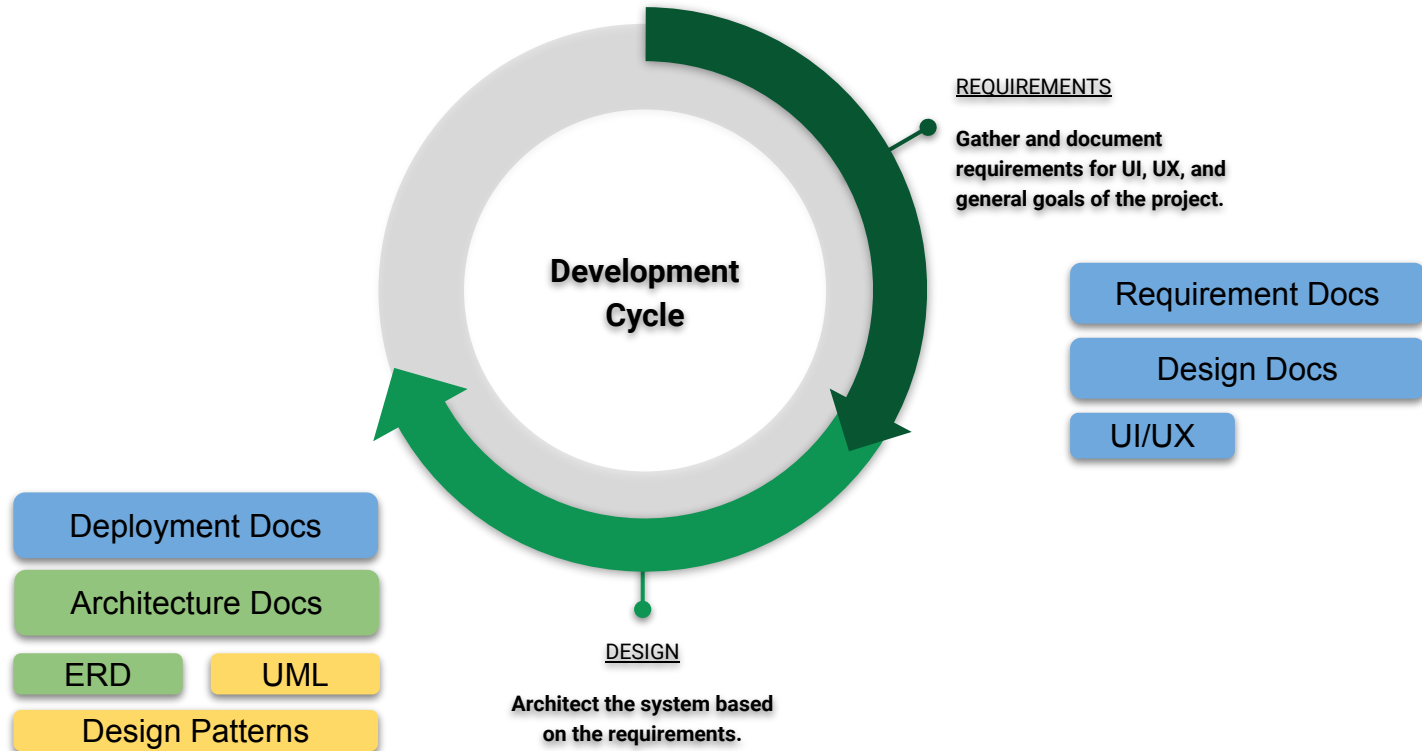 REQUIREMENTS
Gather and document
requirements for UI, UX, and
general goals of the project.
Development
Cycle
Requirement Docs
Design Docs
UI/UX
Deployment Docs
Architecture Docs
ERD
UML
Design Patterns
DESIGN
Architect the system based
on the requirements.